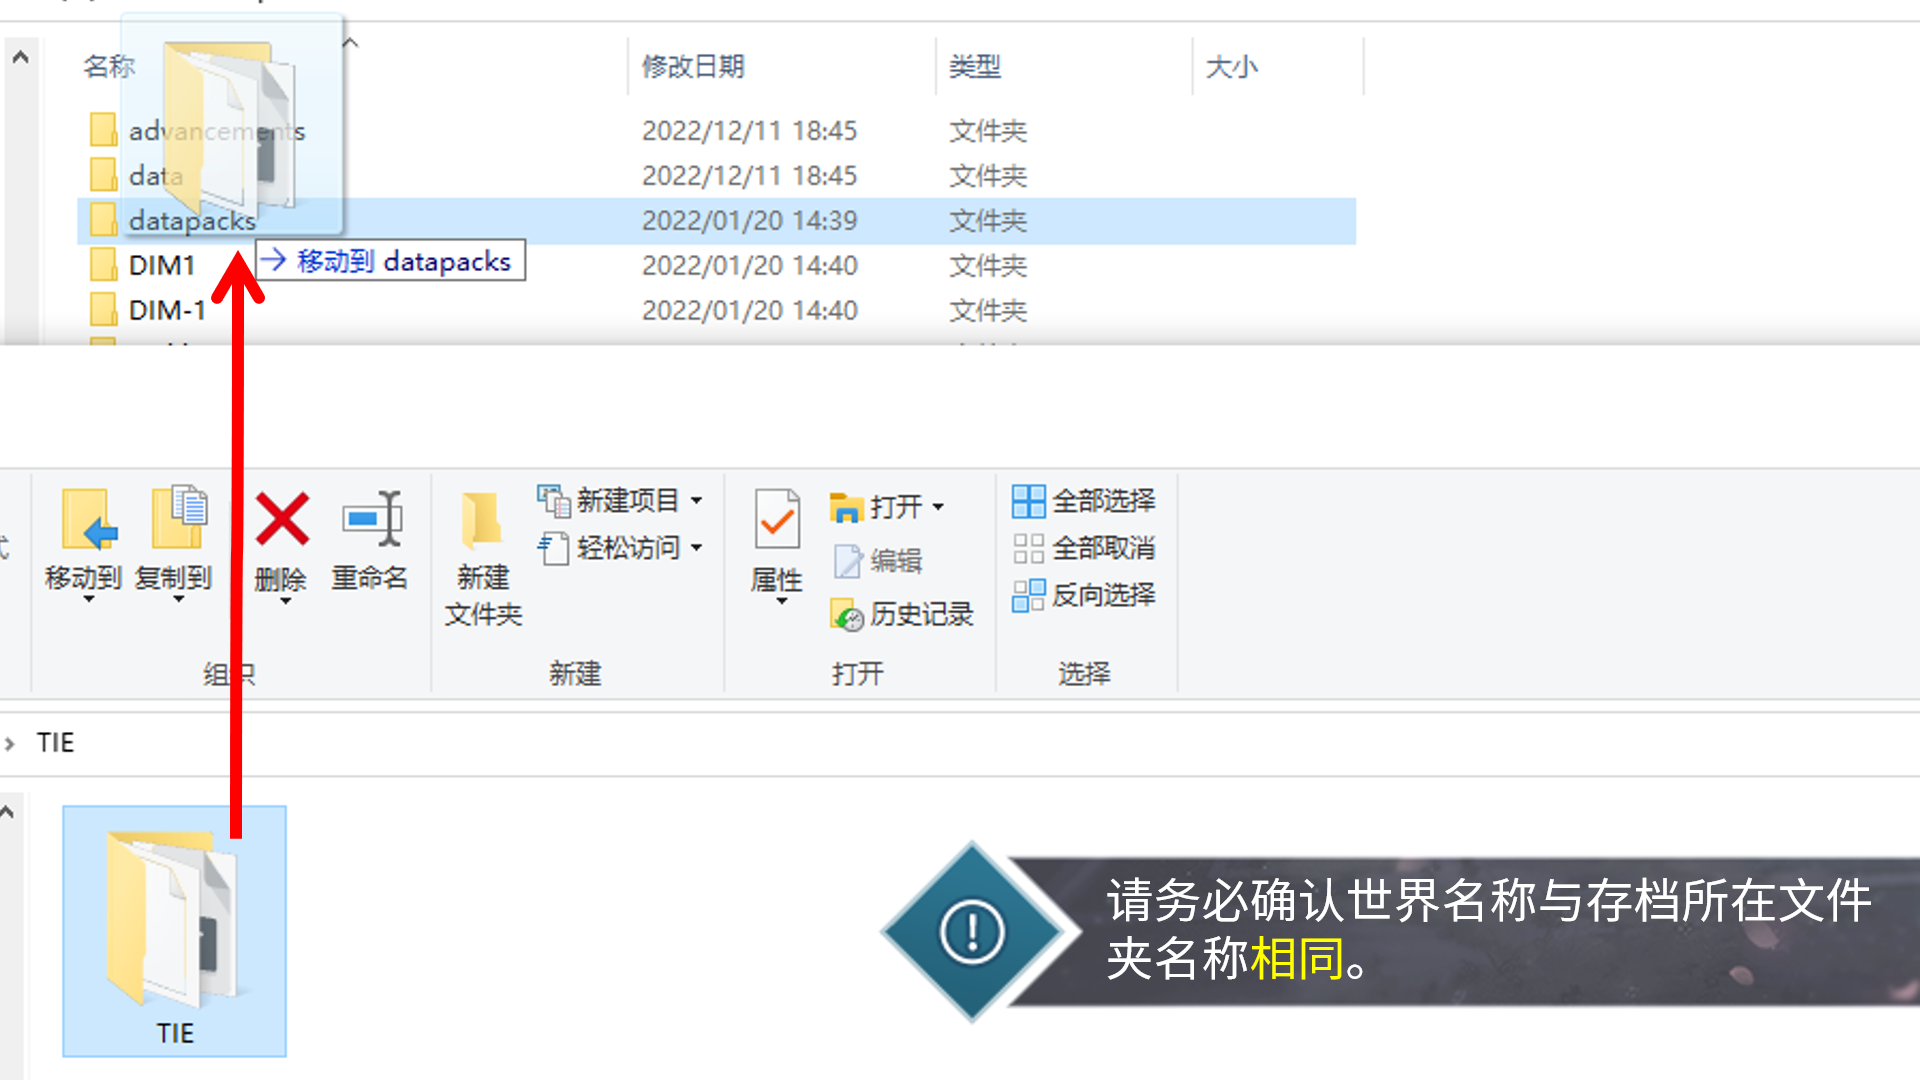 名称 修改日期 类型 大小
advancements 2022/12/11 18:45 文件夹
data 2022/12/11 18:45 文件夹
datapacks 2022/01/20 14:39 文件夹
→ 移动到 datapacks
DIM1 2022/01/20 14:40 文件夹
DIM-1 2022/01/20 14:40 文件夹
移动到 复制到 删除 重命名
新建
文件夹
新建项目
轻松访问
属性
打开
编辑
历史记录
全部选择
全部取消
反向选择
组织 新建 打开 选择
› TIE
TIE
请务必确认世界名称与存档所在文件
夹名称相同。